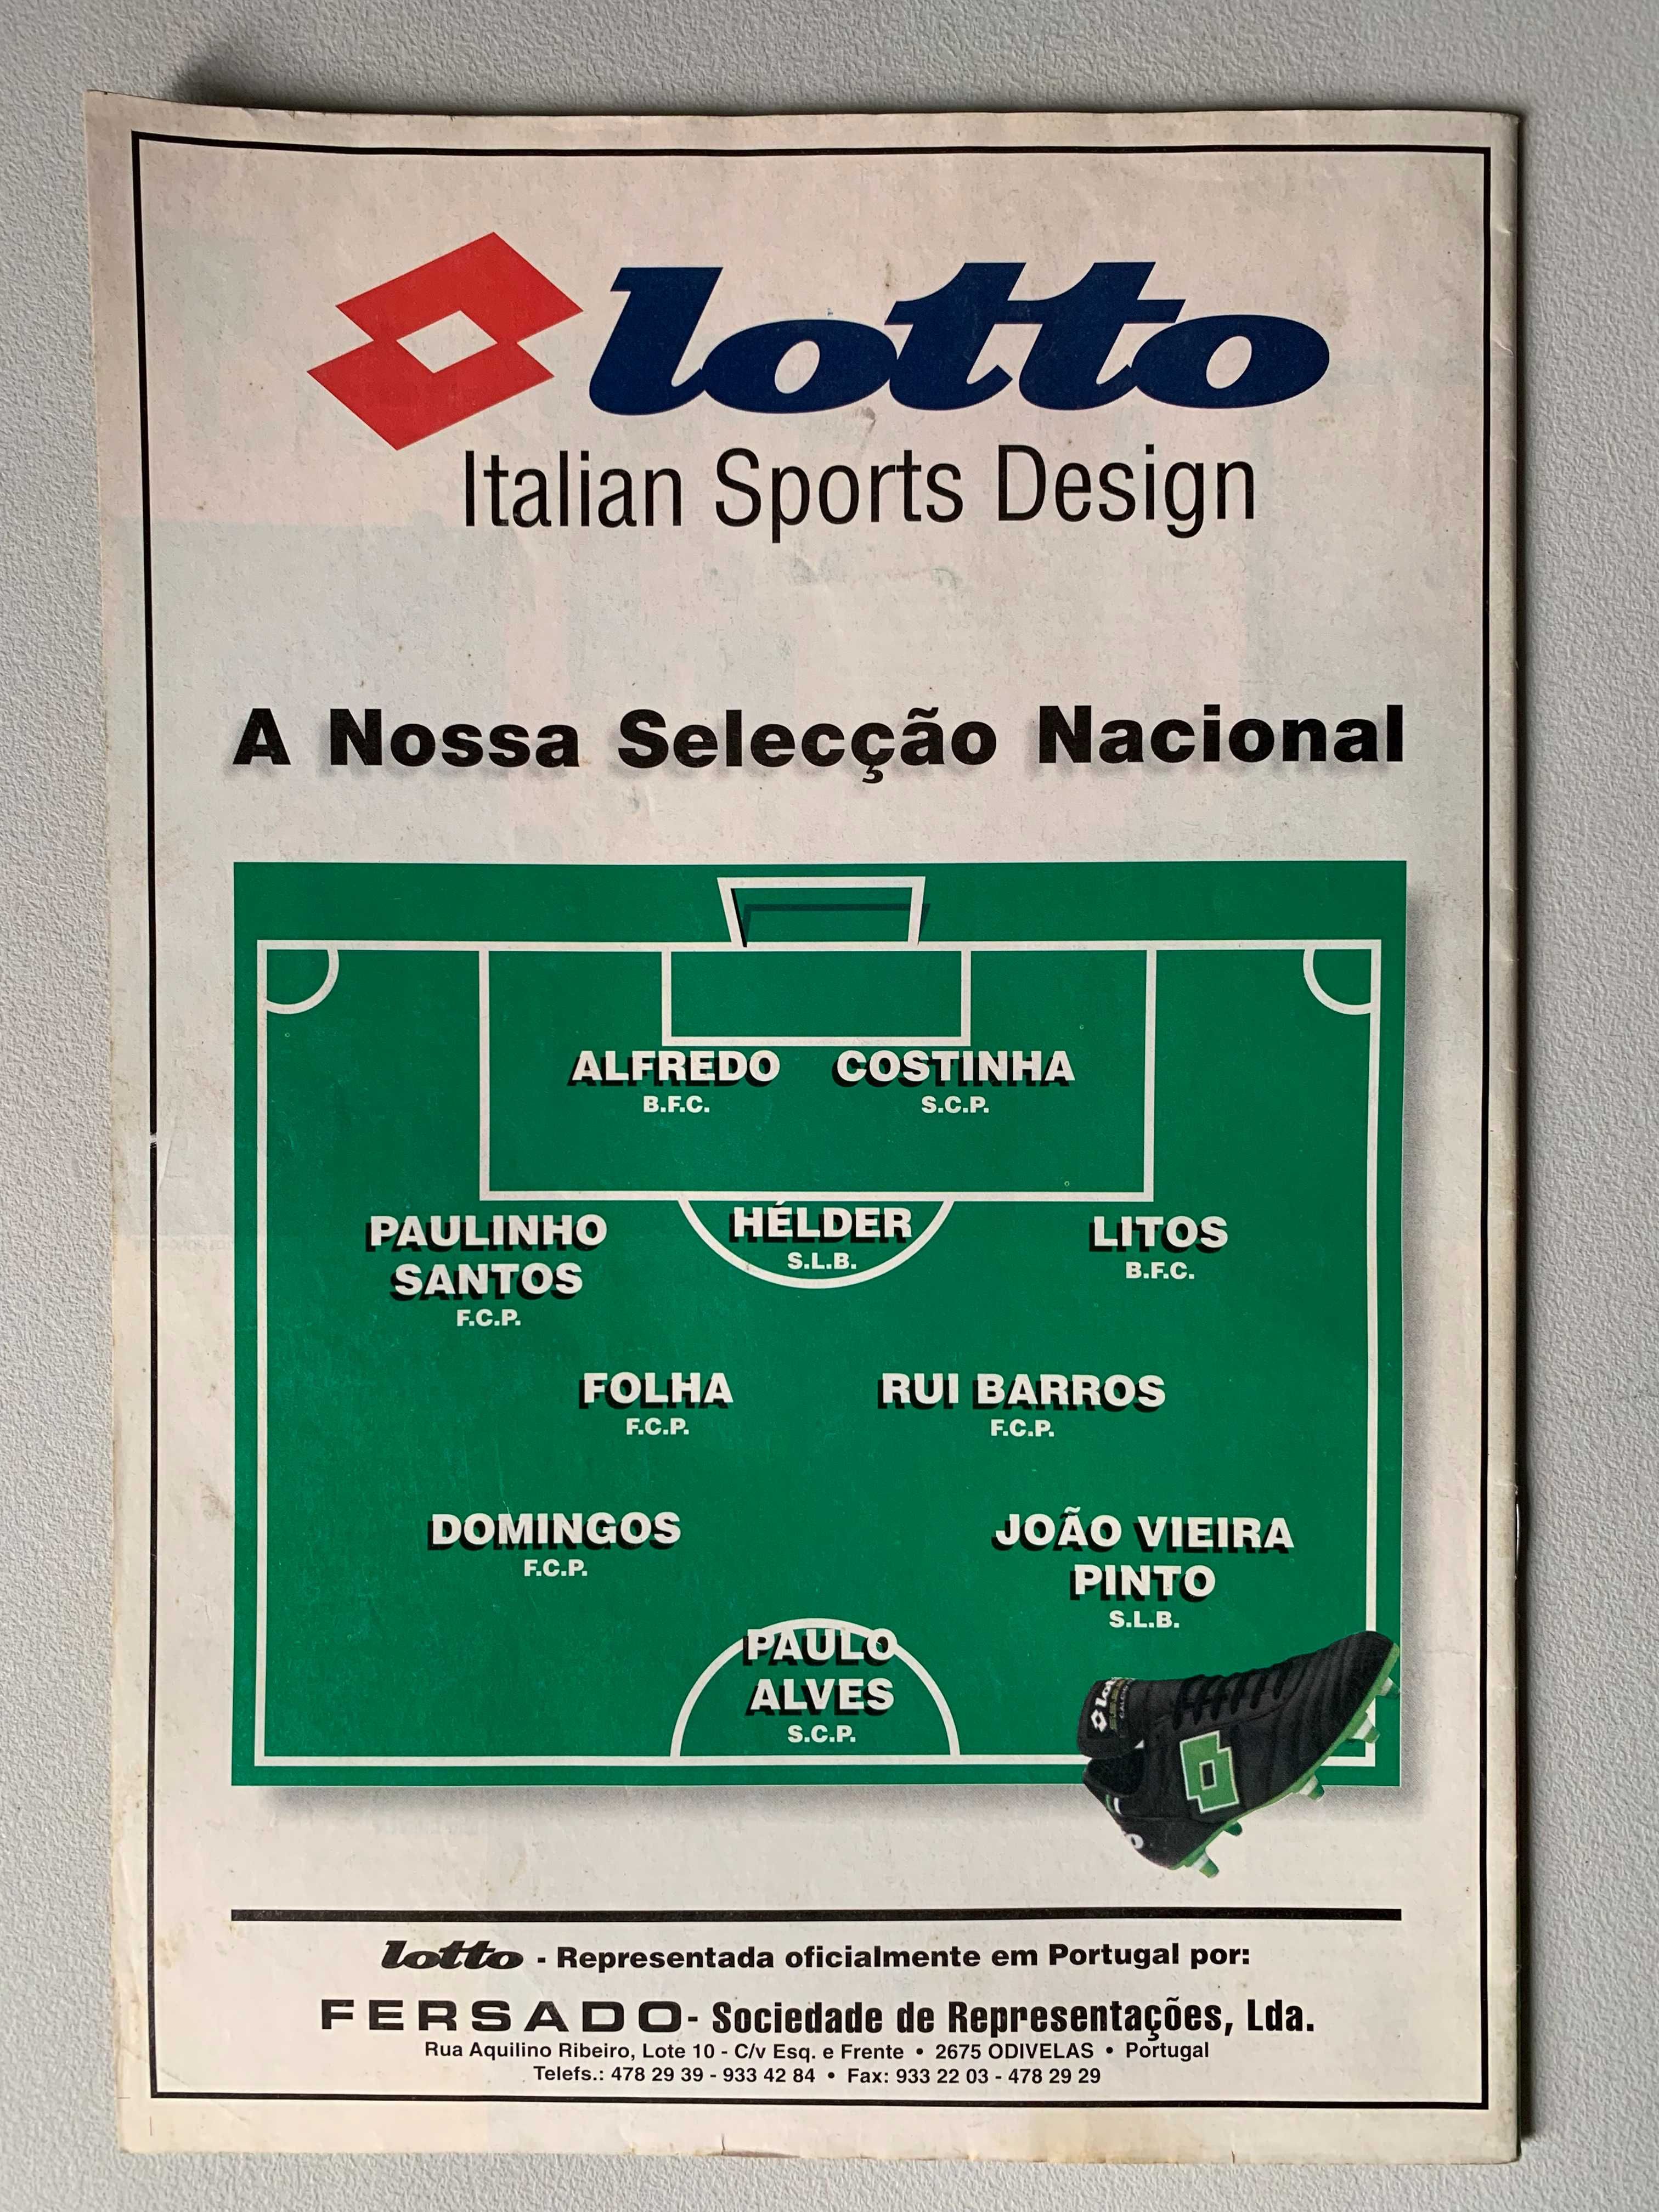 lotto
Italian Sports Design
A Nossa Selecção Nacional
ALFREDO
B.F.C.
COSTINHA
S.C.P.
PAULINHO
SANTOS
F.C.P.
HÉLDER
S.L.B.
LITOS
B.F.C.
FOLHA
F.C.P.
RUI BARROS
F.C.P.
DOMINGOS
F.C.P.
JOÃO VIEIRA
PINTO
S.L.B.
PAULO
ALVES
S.C.P.
lotto - Representada oficialmente em Portugal por:
FERSADO - Sociedade de Representações, Lda.
Rua Aquilino Ribeiro, Lote 10 - C/v Esq. e Frente • 2675 ODIVELAS • Portugal
Telefs.: 478 29 39 - 933 42 84 • Fax: 933 22 03 - 478 29 29